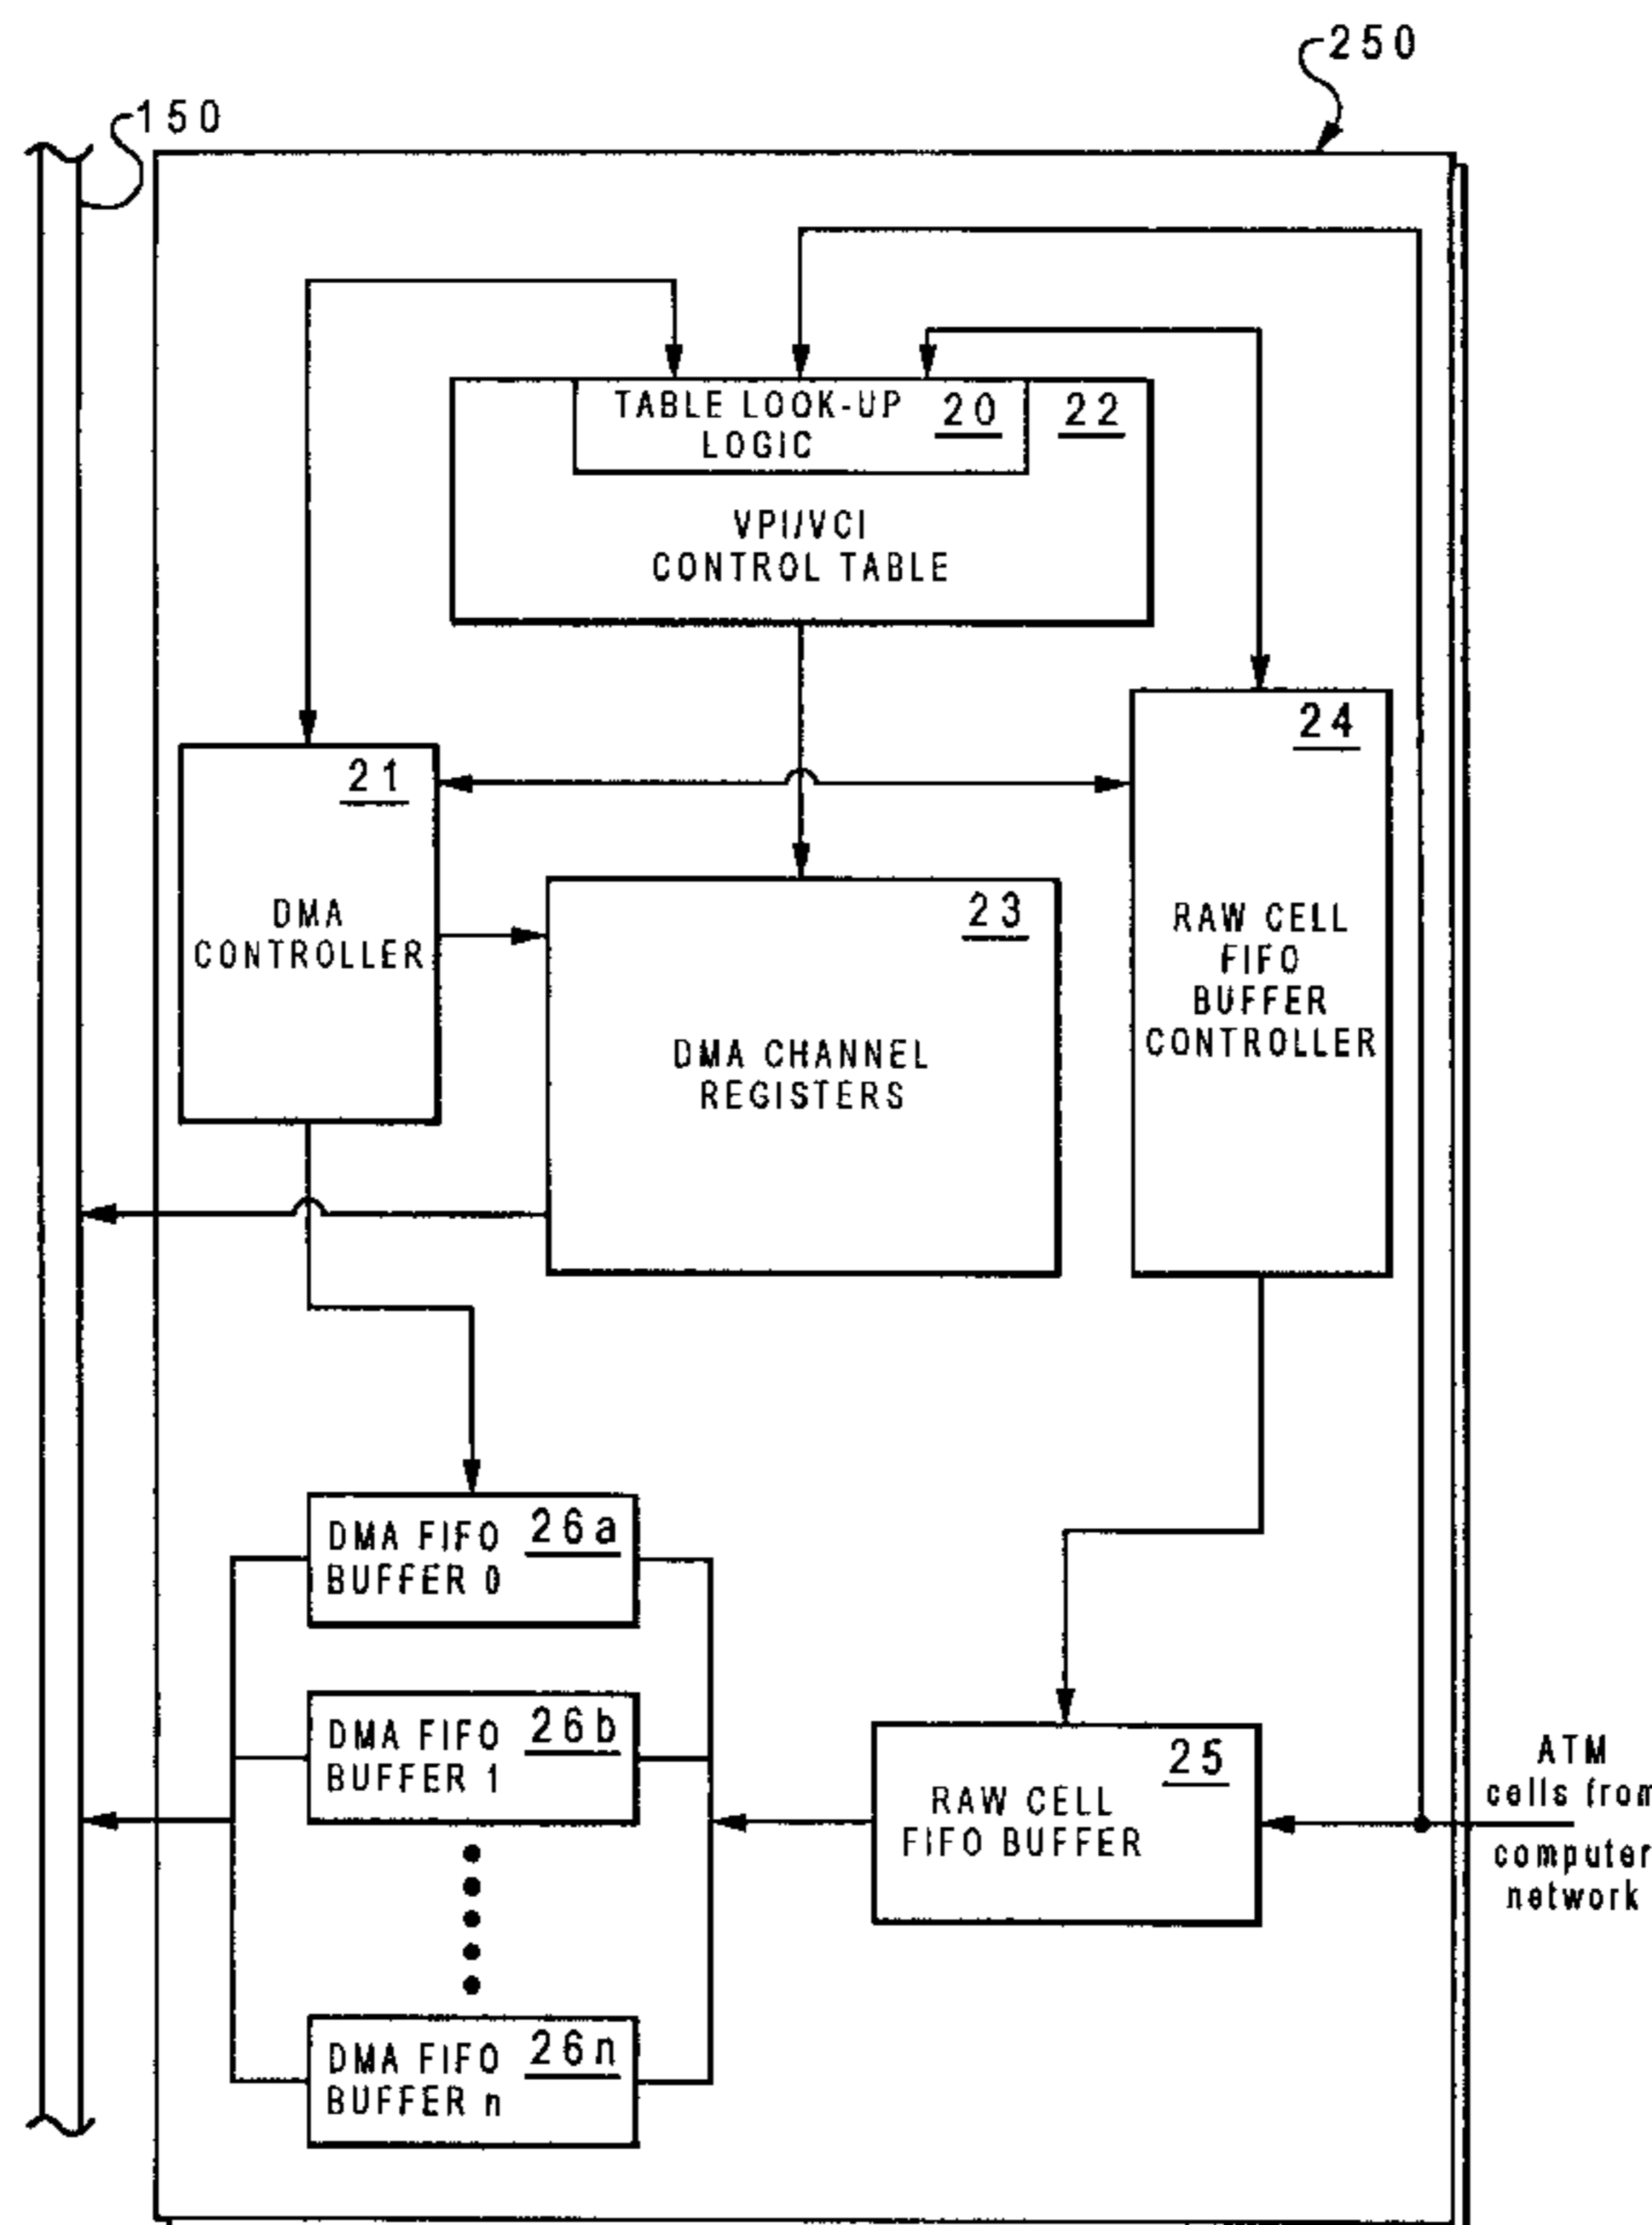 250
150
TABLE LOOK-UP
LOGIC
20
22
VPI/VCI
CONTROL TABLE
21
DMA
CONTROLLER
23
DMA CHANNEL
REGISTERS
24
RAW CELL
FIFO
BUFFER
CONTROLLER
DMA FIFO
BUFFER 0
26a
DMA FIFO
BUFFER 1
26b
DMA FIFO
BUFFER n
26n
25
RAW CELL
FIFO BUFFER
ATM
cells from
computer
network